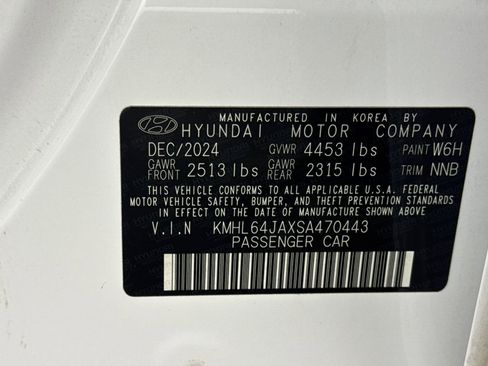 MANUFACTURED IN KOREA BY
HYUNDAI MOTOR COMPANY
DEC/2024 GVWR 4453 lbs PAINT W6H
GAWR FRONT 2513 lbs GAWR REAR 2315 lbs TRIM NNB
THIS VEHICLE CONFORMS TO ALL APPLICABLE U.S.A. FEDERAL
MOTOR VEHICLE SAFETY, BUMPER, AND THEFT PREVENTION
STANDARDS IN EFFECT ON THE DATE OF
MANUFACTURE SHOWN ABOVE.
V.I.N KMHL64JAXSA470443
PASSENGER CAR